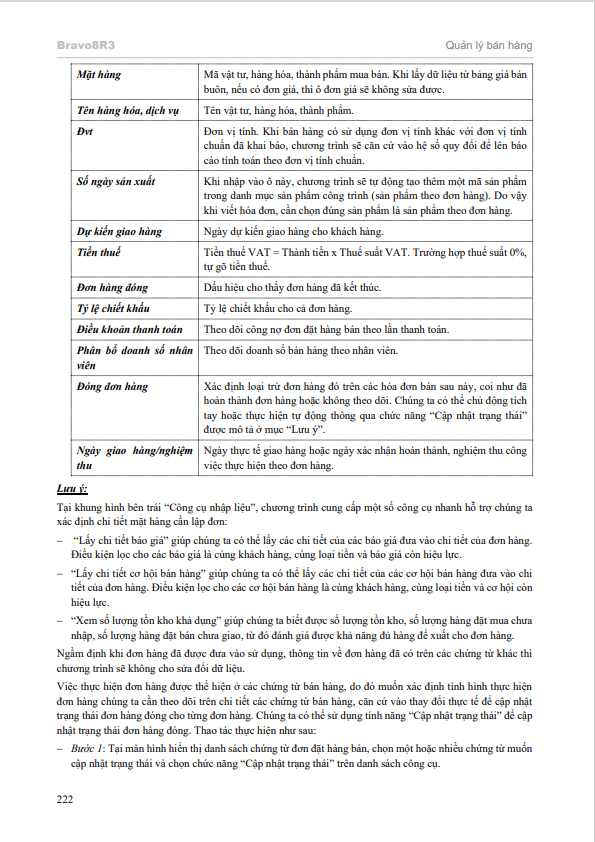 Bravo8R3 Quản lý bán hàng
Mặt hàng Mã vật tư, hàng hóa, thành phẩm mua bán. Khi lấy dữ liệu từ bảng giá bán
buôn, nếu có đơn giá, thì ô đơn giá sẽ không sửa được.
Tên hàng hóa, dịch vụ Tên vật tư, hàng hóa, thành phẩm.
Đvt Đơn vị tính. Khi bán hàng có sử dụng đơn vị tính khác với đơn vị tính
chuẩn đã khai báo, chương trình sẽ căn cứ vào hệ số quy đổi để lên báo
cáo tính toán theo đơn vị tính chuẩn.
Số ngày sản xuất Khi nhập vào ô này, chương trình sẽ tự động tạo thêm một mã sản phẩm
trong danh mục sản phẩm công trình (sản phẩm theo đơn hàng). Do vậy
khi viết hóa đơn, cần chọn đúng sản phẩm là sản phẩm theo đơn hàng.
Dự kiến giao hàng Ngày dự kiến giao hàng cho khách hàng.
Tiền thuế Tiền thuế VAT = Thành tiền x Thuế suất VAT. Trường hợp thuế suất 0%,
tự gõ tiền thuế.
Đơn hàng đóng Dấu hiệu cho thấy đơn hàng đã kết thúc.
Tỷ lệ chiết khấu Tỷ lệ chiết khấu cho cả đơn hàng.
Điều khoản thanh toán Theo dõi công nợ đơn đặt hàng bán theo lần thanh toán.
Phân bổ doanh số nhân Theo dõi doanh số bán hàng theo nhân viên.
viên
Đóng đơn hàng Xác định loại trừ đơn hàng đó trên các hóa đơn bán sau này, coi như đã
hoàn thành đơn hàng hoặc không theo dõi. Chúng ta có thể chủ động tích
tay hoặc thực hiện tự động thông qua chức năng “Cập nhật trạng thái”
được mô tả ở mục “Lưu ý”.
Ngày giao hàng/nghiệm Ngày thực tế giao hàng hoặc ngày xác nhận hoàn thành, nghiệm thu công
thu việc thực hiện theo đơn hàng.
Lưu ý:
Tại khung hình bên trái “Công cụ nhập liệu”, chương trình cung cấp một số công cụ nhanh hỗ trợ chúng ta
xác định chi tiết mặt hàng cần lập đơn:
– “Lấy chi tiết báo giá” giúp chúng ta có thể lấy các chi tiết của các báo giá đưa vào chi tiết của đơn hàng.
Điều kiện lọc cho các báo giá là cùng khách hàng, cùng loại tiền và báo giá còn hiệu lực.
– “Lấy chi tiết cơ hội bán hàng” giúp chúng ta có thể lấy các chi tiết của các cơ hội bán hàng đưa vào chi
tiết của đơn hàng. Điều kiện lọc cho các cơ hội bán hàng là cùng khách hàng, cùng loại tiền và cơ hội còn
hiệu lực.
– “Xem số lượng tồn kho khả dụng” giúp chúng ta biết được số lượng tồn kho, số lượng hàng đặt mua chưa
nhập, số lượng hàng đặt bán chưa giao, từ đó đánh giá được khả năng đủ hàng để xuất cho đơn hàng.
Ngầm định khi đơn hàng đã được đưa vào sử dụng, thông tin về đơn hàng đã có trên các chứng từ khác thì
chương trình sẽ không cho sửa đổi dữ liệu.
Việc thực hiện đơn hàng được thể hiện ở các chứng từ bán hàng, do đó muốn xác định tình hình thực hiện
đơn hàng chúng ta cần theo dõi trên chi tiết các chứng từ bán hàng, căn cứ vào thay đổi thực tế để cập nhật
trạng thái đơn hàng đóng cho từng đơn hàng. Chúng ta có thể sử dụng tính năng “Cập nhật trạng thái” để cập
nhật trạng thái đơn hàng đóng. Thao tác thực hiện như sau:
– Bước 1: Tại màn hình hiển thị danh sách chứng từ đơn đặt hàng bán, chọn một hoặc nhiều chứng từ muốn
cập nhật trạng thái và chọn chức năng “Cập nhật trạng thái” trên danh sách công cụ.
222